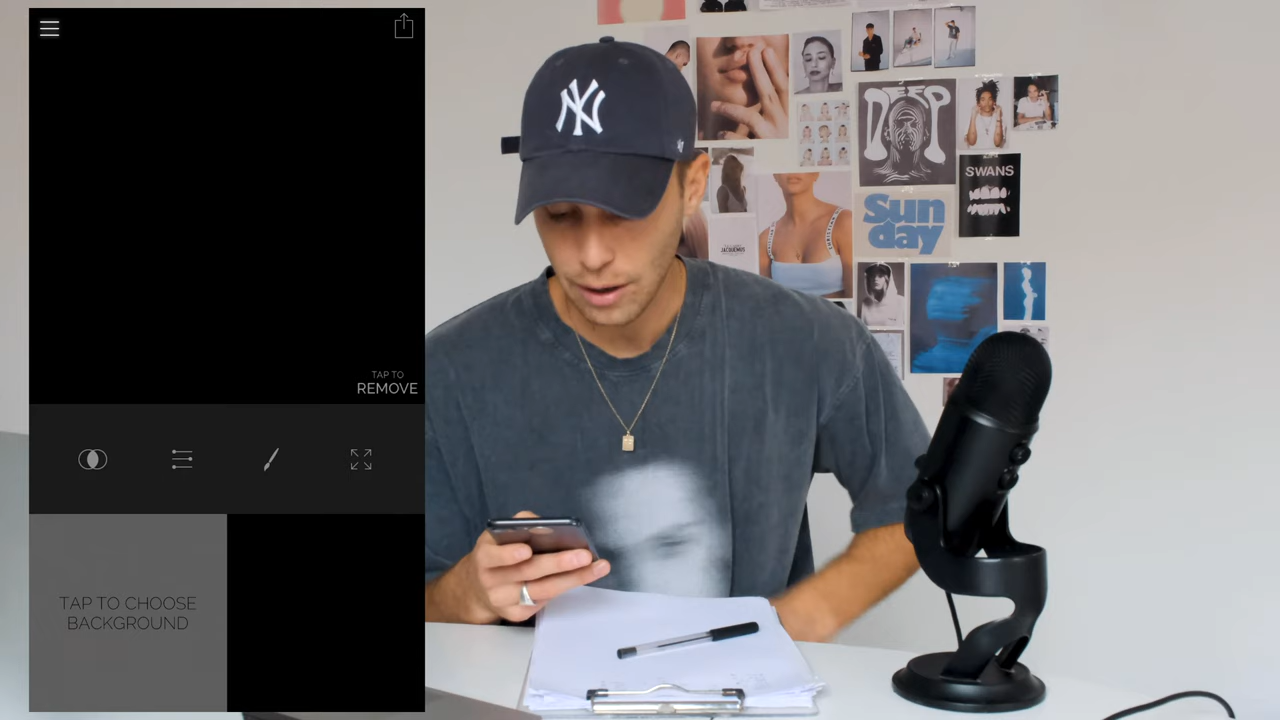 TAP TO
REMOVE
TAP TO CHOOSE
BACKGROUND
NY
DEEP
SWANS
Sun
day
JACQUEMUS